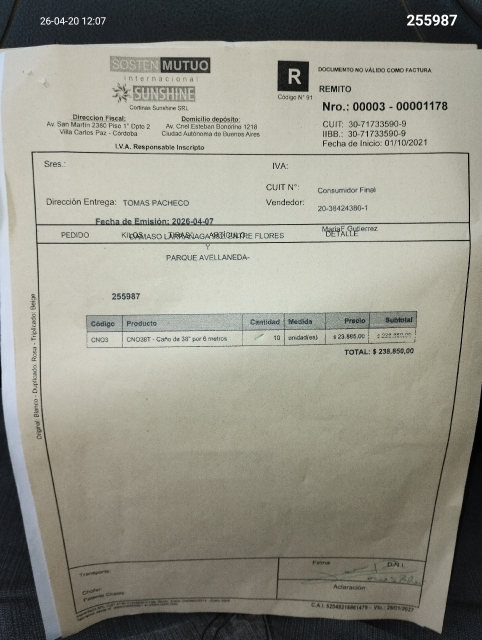 26-04-20 12:07
255987
SOSTEN MUTUO
internacional
SUNSHINE
Cortinas Sunshine SRL
R
Código N° 91
DOCUMENTO NO VÁLIDO COMO FACTURA
REMITO
Nro.: 00003 - 00001178
CUIT: 30-71733590-9
IIBB.: 30-71733590-9
Fecha de Inicio: 01/10/2021
Direccion Fiscal:
Av. San Martín 2380 Piso 1° Dpto 2
Villa Carlos Paz - Córdoba
Domicilio depósito:
Av. Cnel Esteban Bonorino 1218
Ciudad Autónoma de Buenos Aires
I.V.A. Responsable Inscripto
Sres.:
IVA:
CUIT N°:
Consumidor Final
Dirección Entrega: TOMAS PACHECO
Vendedor:
20-38424380-1
Fecha de Emisión: 2026-04-07
MariaF Gutierrez
PEDIDO KILOS TIRAS ARTÍCULO DETALLE
DAMASO ENTRE FLORES
Y
PARQUE AVELLANEDA-
255987
Código Producto Cantidad Medida Precio Subtotal
CNO3 CNO38T - Caño de 38" por 6 metros 10 unidad(es) $ 23.885,00
TOTAL: $ 238.850,00
Original: Blanco - Duplicado: Rosa - Triplicado: Beige
Transporte:
Chofer:
Firma
D.N.I.
Aclaración